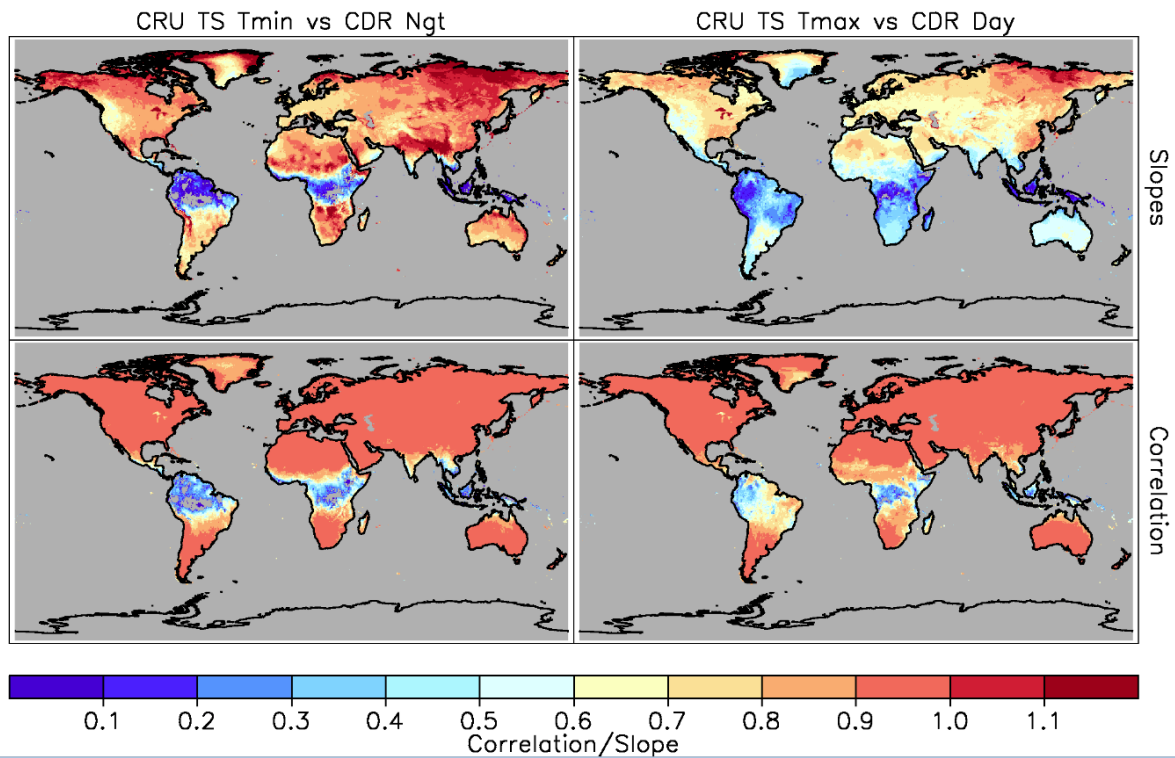 CRU TS Tmin vs CDR Ngt
CRU TS Tmax vs CDR Day
Slopes
Correlation
0.1 0.2 0.3 0.4 0.5 0.6 0.7 0.8 0.9 1.0 1.1
Correlation/Slope